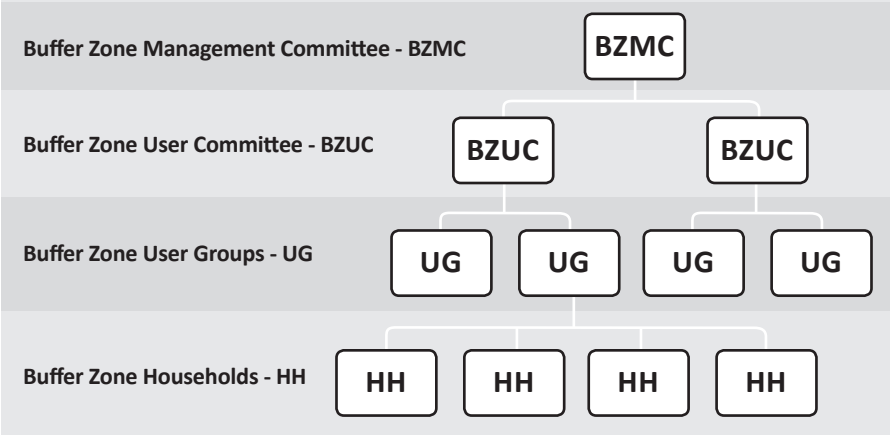 Buffer Zone Management Committee - BZMC
BZMC
Buffer Zone User Committee - BZUC
BZUC BZUC
Buffer Zone User Groups - UG
UG UG UG UG
Buffer Zone Households - HH
HH HH HH HH